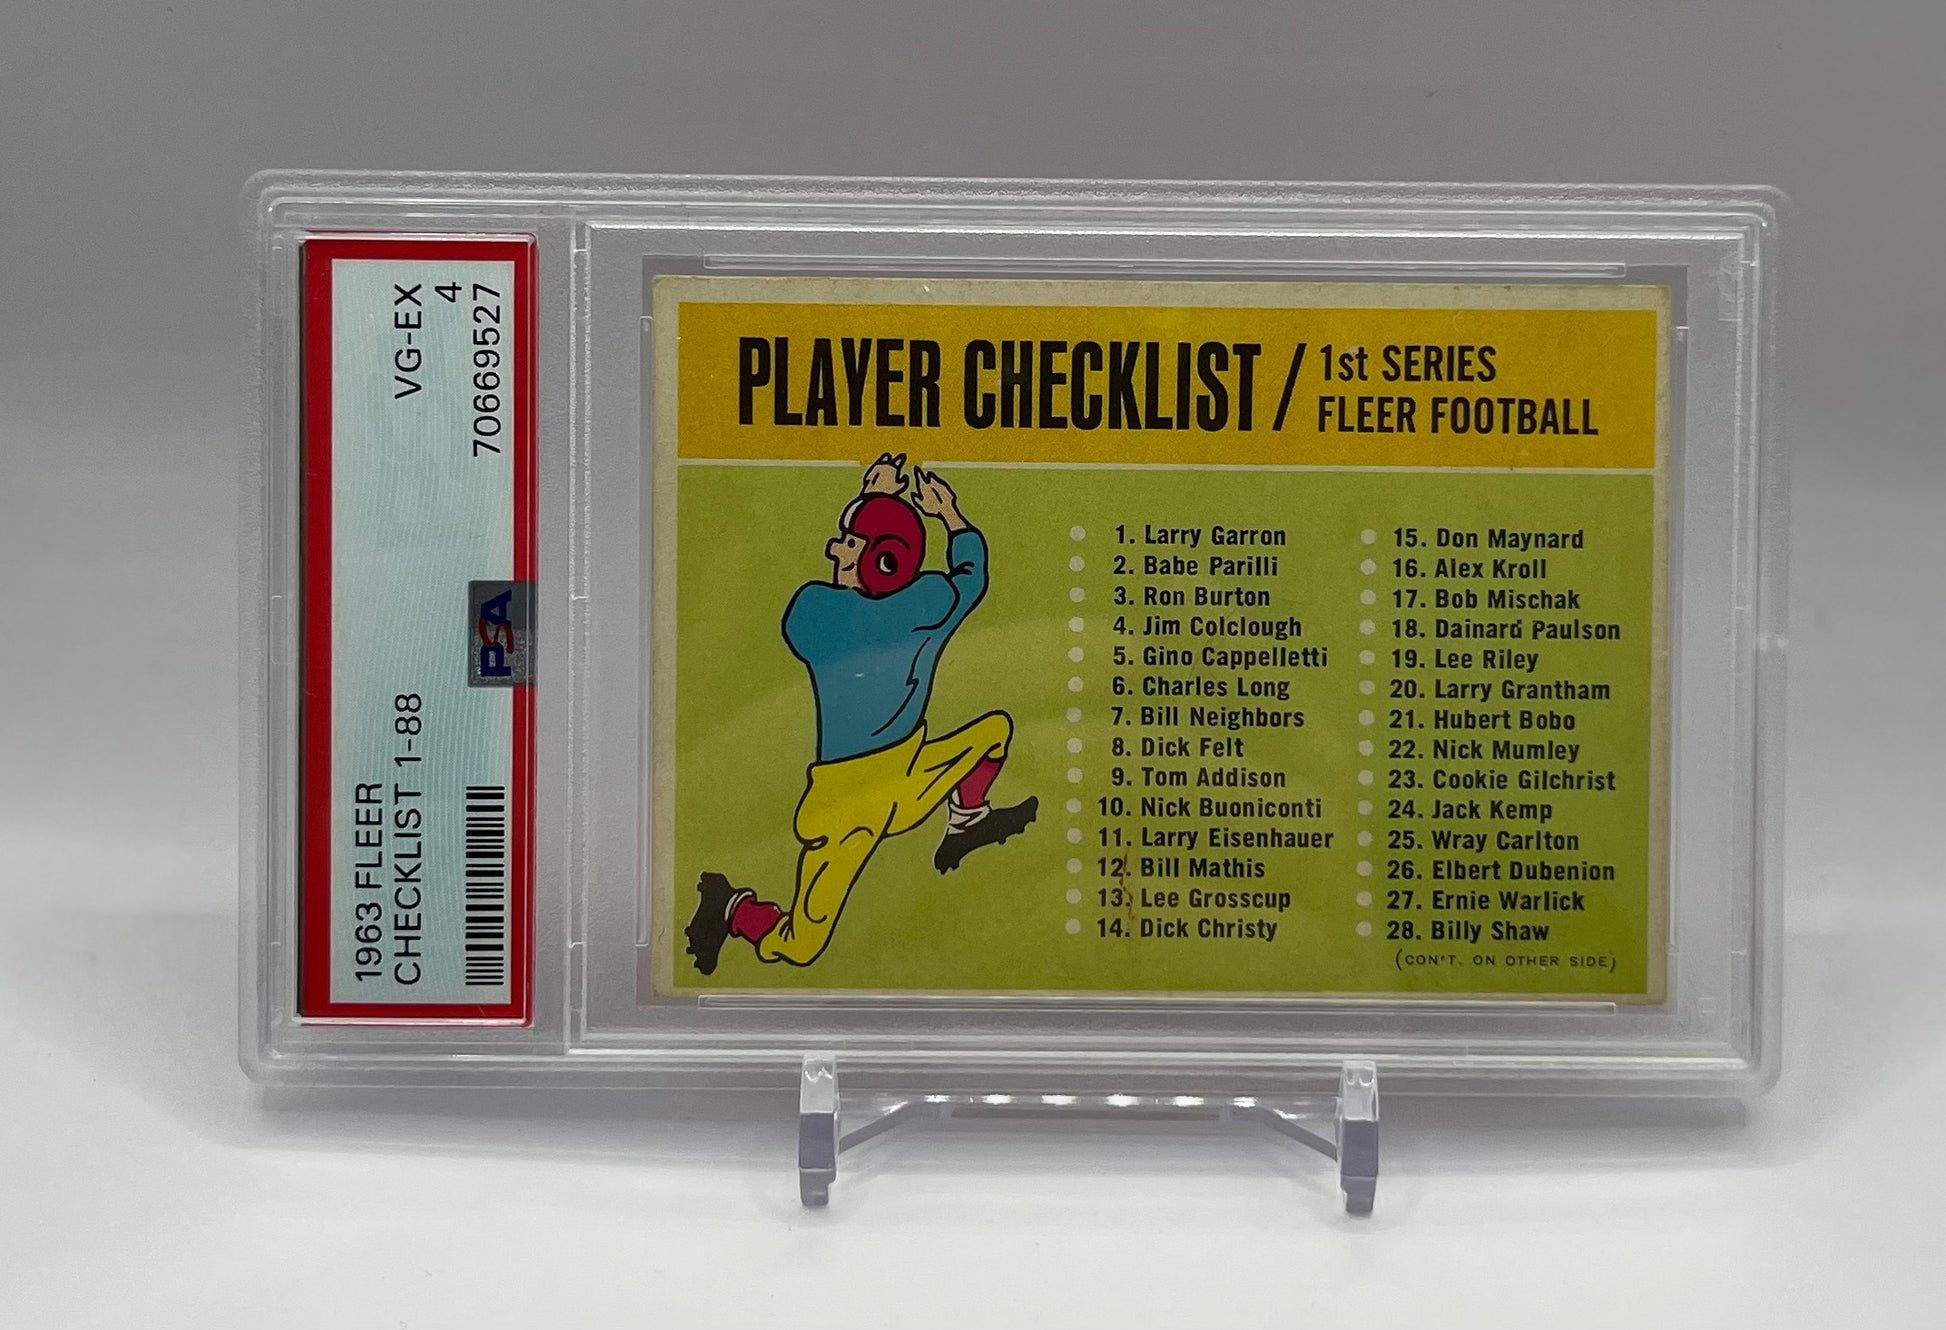 1963 FLEER
CHECKLIST 1-88
VG-EX
4
70669527
PSA
PLAYER CHECKLIST / 1st SERIES
FLEER FOOTBALL
1. Larry Garron
2. Babe Parilli
3. Ron Burton
4. Jim Colclough
5. Gino Cappelletti
6. Charles Long
7. Bill Neighbors
8. Dick Felt
9. Tom Addison
10. Nick Buoniconti
11. Larry Eisenhauer
12. Bill Mathis
13. Lee Grosscup
14. Dick Christy
15. Don Maynard
16. Alex Kroll
17. Bob Mischak
18. Dainard Paulson
19. Lee Riley
20. Larry Grantham
21. Hubert Bobo
22. Nick Mumley
23. Cookie Gilchrist
24. Jack Kemp
25. Wray Carlton
26. Elbert Dubenion
27. Ernie Warlick
28. Billy Shaw
(CON'T. ON OTHER SIDE)